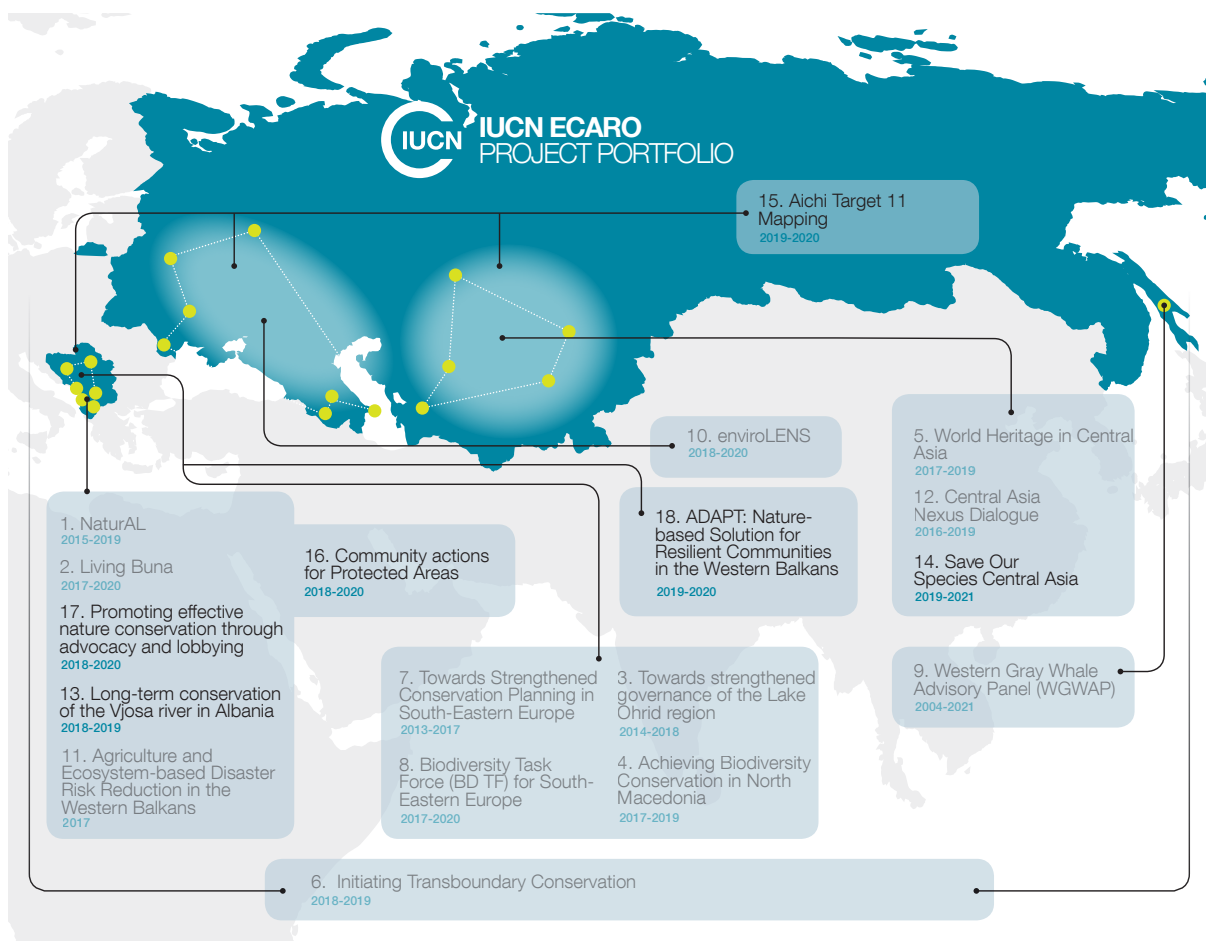 IUCN
IUCN ECARO
PROJECT PORTFOLIO
15. Aichi Target 11
Mapping
2019-2020
10. enviroLENS
2018-2020
5. World Heritage in Central
Asia
2017-2019
12. Central Asia
Nexus Dialogue
2016-2019
14. Save Our
Species Central Asia
2019-2021
1. NaturAL
2015-2019
2. Living Buna
2017-2020
17. Promoting effective
nature conservation through
advocacy and lobbying
2018-2020
13. Long-term conservation
of the Vjosa river in Albania
2018-2019
11. Agriculture and
Ecosystem-based Disaster
Risk Reduction in the
Western Balkans
2017
16. Community actions
for Protected Areas
2018-2020
18. ADAPT: Nature-
based Solution for
Resilient Communities
in the Western Balkans
2019-2020
7. Towards Strengthened
Conservation Planning in
South-Eastern Europe
2013-2017
8. Biodiversity Task
Force (BD TF) for South-
Eastern Europe
2017-2020
3. Towards strengthened
governance of the Lake
Ohrid region
2014-2018
4. Achieving Biodiversity
Conservation in North
Macedonia
2017-2019
9. Western Gray Whale
Advisory Panel (WGWAP)
2004-2021
6. Initiating Transboundary Conservation
2018-2019